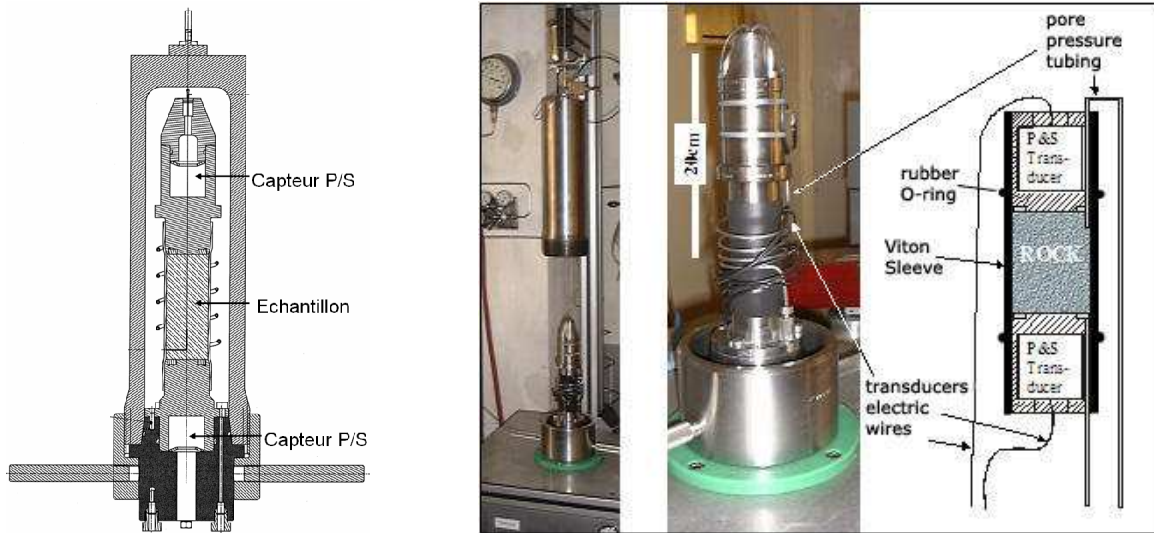 Capteur P/S
Echantillon
Capteur P/S
20cm
pore
pressure
tubing
P&S
Trans-
ducer
rubber
O-ring
Viton
Sleeve
ROCK
P&S
Trans-
ducer
transducers
electric
wires